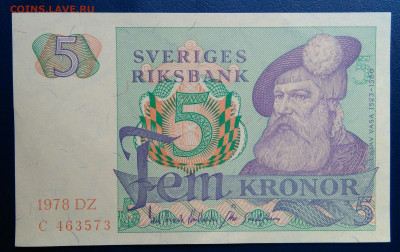 COINS.LAVE.RU
5
SVERIGES
RIKSBANK
5
GUSTAV VASA 1523-1560
Fem KRONOR
1978 DZ
C 463573
5